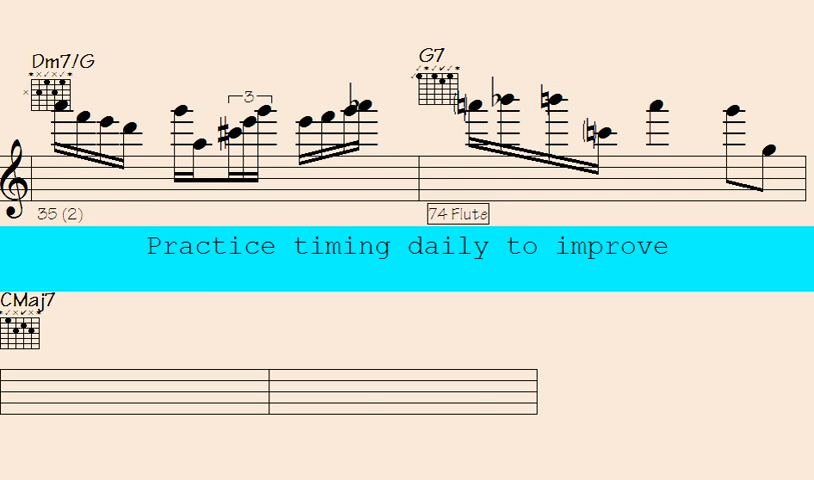 Dm7/G
G7
3
35 (2)
74 Flute
Practice timing daily to improve
CMaj7